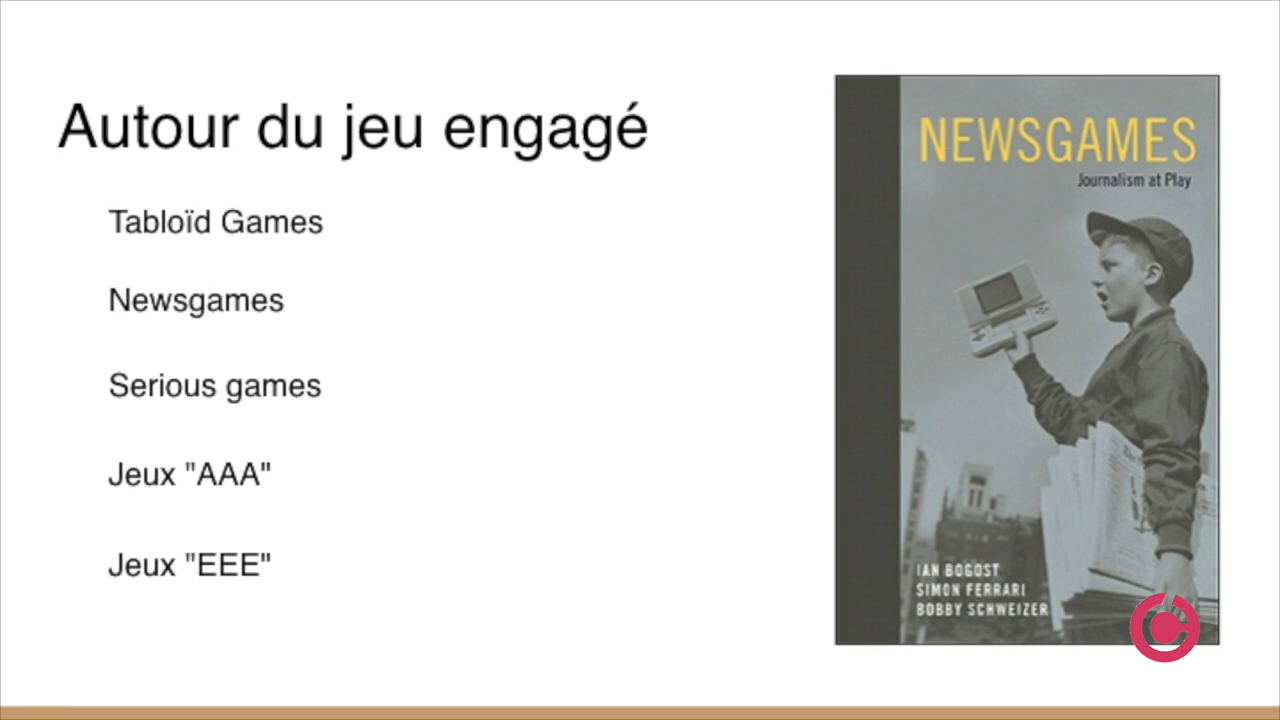 Autour du jeu engagé
Tabloïd Games
Newsgames
Serious games
Jeux "AAA"
Jeux "EEE"
NEWSGAMES
Journalism at Play
IAN BOGOST
SIMON FERRARI
BOBBY SCHWEIZER